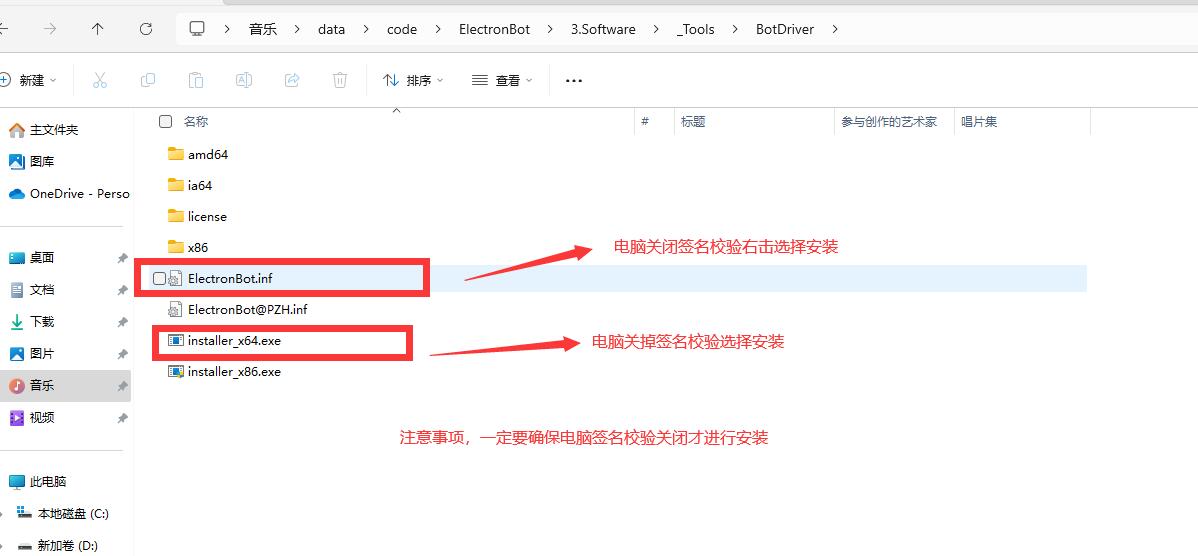 音乐 data code ElectronBot 3.Software _Tools BotDriver
新建 排序 查看
名称 # 标题 参与创作的艺术家 唱片集
主文件夹
图库
OneDrive - Perso
桌面
文档
下载
图片
音乐
视频
此电脑
本地磁盘 (C:)
新加卷 (D:)
amd64
ia64
license
x86
ElectronBot.inf
ElectronBot@PZH.inf
installer_x64.exe
installer_x86.exe
电脑关闭签名校验右击选择安装
电脑关掉签名校验选择安装
注意事项，一定要确保电脑签名校验关闭才进行安装